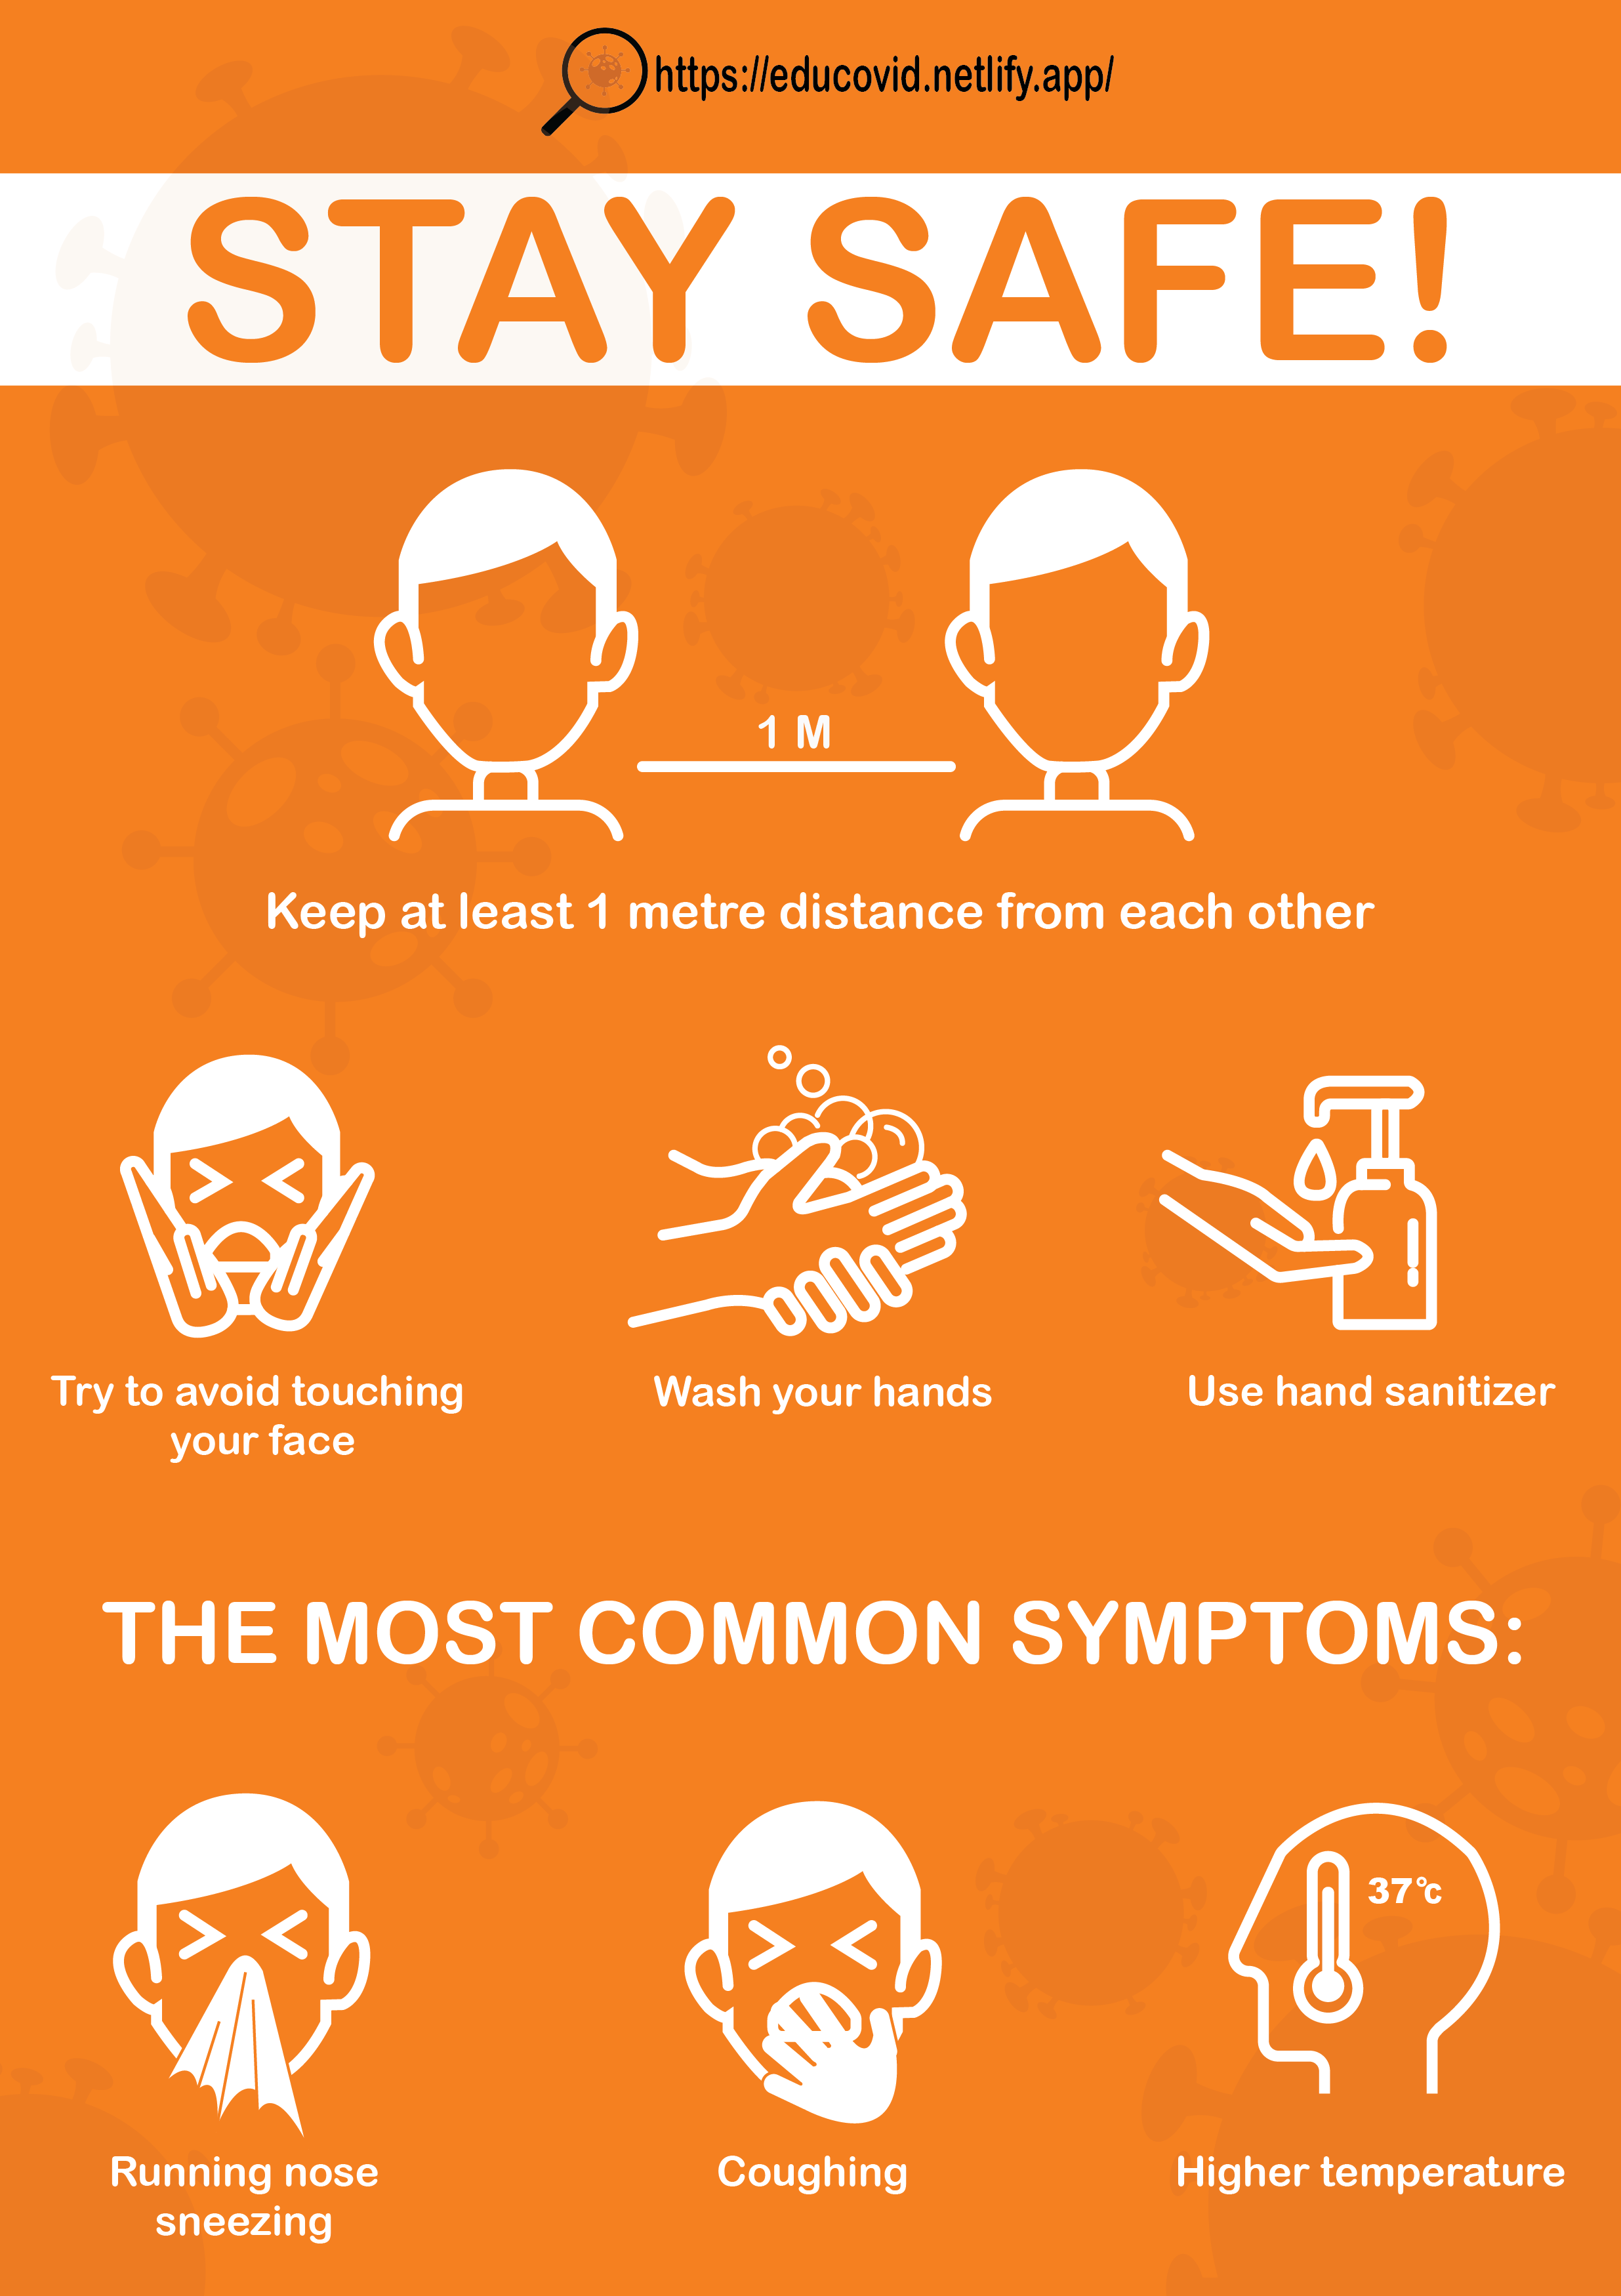 https://educovid.netlify.app/
STAY SAFE!
1 M
Keep at least 1 metre distance from each other
Try to avoid touching
your face
Wash your hands
Use hand sanitizer
THE MOST COMMON SYMPTOMS:
37°C
Running nose
sneezing
Coughing
Higher temperature